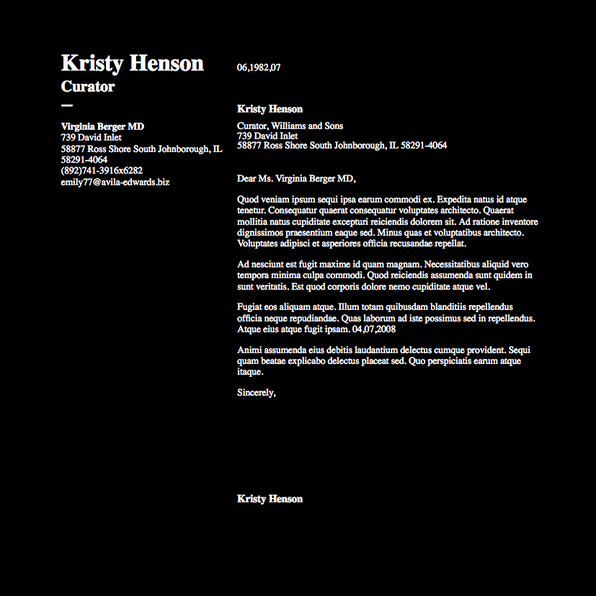 Kristy Henson
Curator
—
Virginia Berger MD
739 David Inlet
58877 Ross Shore South Johnborough, IL
58291-4064
(892)741-3916x6282
emily77@avila-edwards.biz
06,1982,07
Kristy Henson
Curator, Williams and Sons
739 David Inlet
58877 Ross Shore South Johnborough, IL 58291-4064
Dear Ms. Virginia Berger MD,
Quod veniam ipsum sequi ipsa earum commodi ex. Expedita natus id atque
tenetur. Consequatur quaerat consequatur voluptates architecto. Quaerat
mollitia natus cupiditate excepturi reiciendis dolorem sit. Ad ratione inventore
dignissimos praesentium eaque sed. Minus quas et voluptatibus architecto.
Voluptates adipisci et asperiores officia recusandae repellat.
Ad nesciunt est fugit maxime id quam magnam. Necessitatibus aliquid vero
tempora minima culpa commodi. Quod reiciendis assumenda sunt quidem in
sunt veritatis. Est quod corporis dolore nemo cupiditate atque vel.
Fugiat eos aliquam atque. Illum totam quibusdam blanditiis repellendus
officia neque repudiandae. Quas laborum ad iste possimus sed in repellendus.
Atque eius atque fugit ipsam. 04,07,2008
Animi assumenda eius debitis laudantium delectus cumque provident. Sequi
quam beatae explicabo delectus placeat sed. Quo perspiciatis earum atque
itaque.
Sincerely,
Kristy Henson